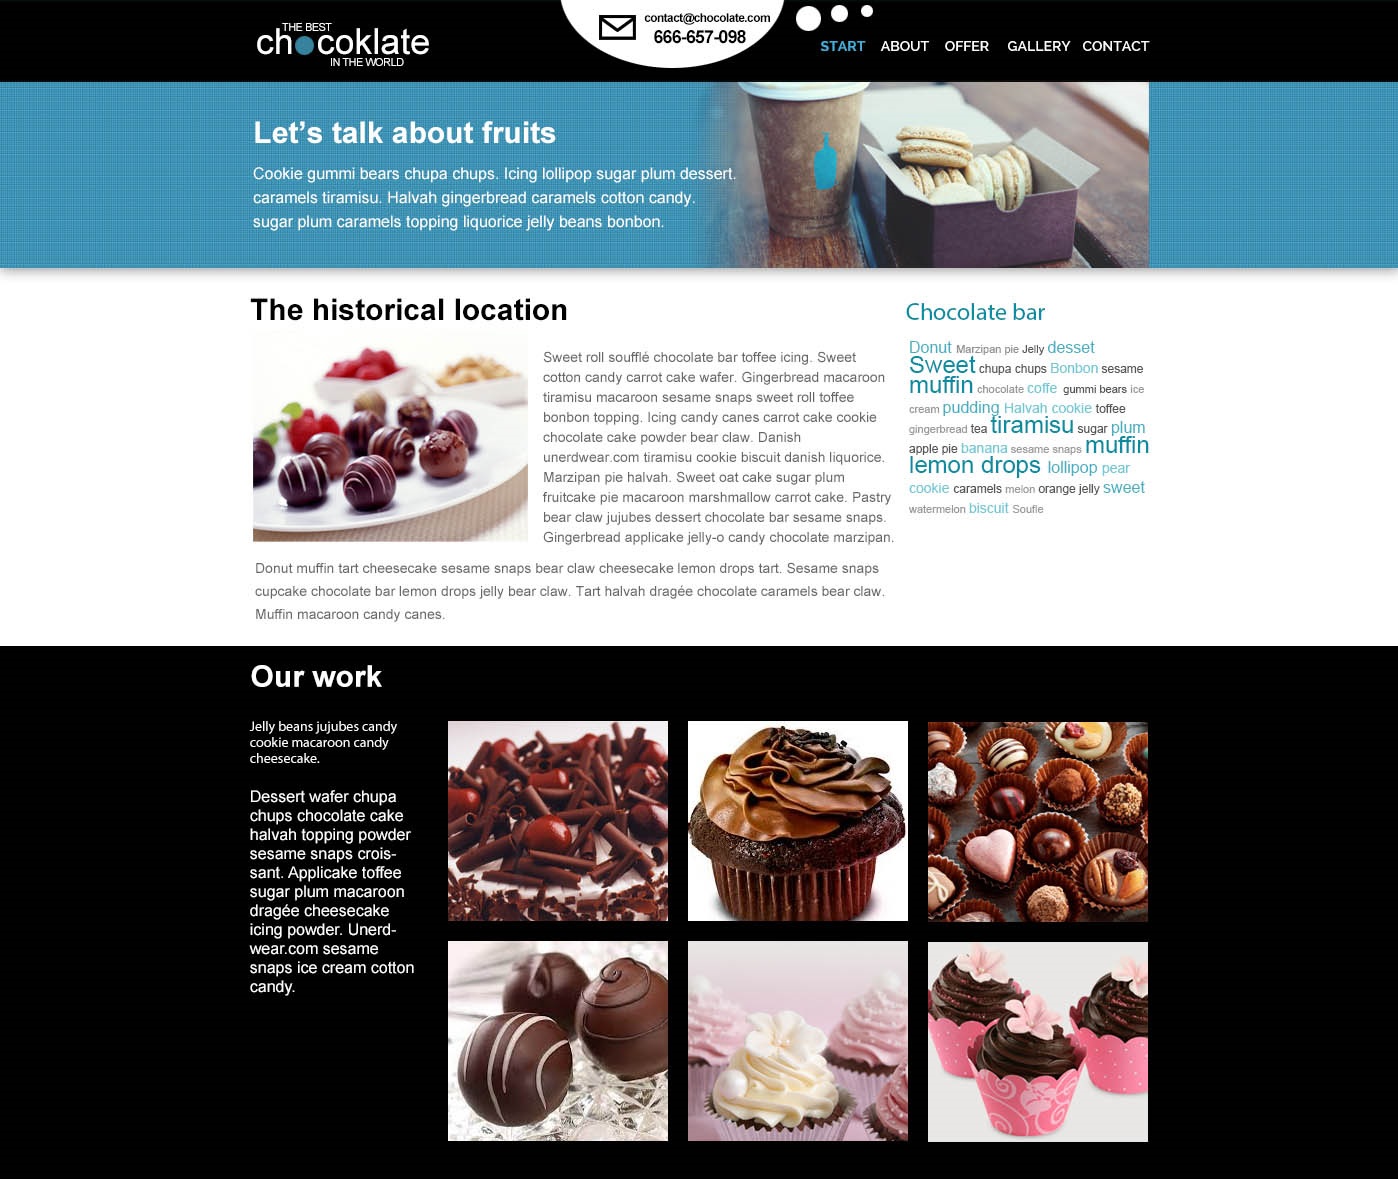 THE BEST
chocoklate
IN THE WORLD
contact@chocolate.com
666-657-098
START ABOUT OFFER GALLERY CONTACT
Let’s talk about fruits
Cookie gummi bears chupa chups. Icing lollipop sugar plum dessert.
caramels tiramisu. Halvah gingerbread caramels cotton candy.
sugar plum caramels topping liquorice jelly beans bonbon.
The historical location
Sweet roll soufflé chocolate bar toffee icing. Sweet
cotton candy carrot cake wafer. Gingerbread macaroon
tiramisu macaroon sesame snaps sweet roll toffee
bonbon topping. Icing candy canes carrot cake cookie
chocolate cake powder bear claw. Danish
unerdwear.com tiramisu cookie biscuit danish liquorice.
Marzipan pie halvah. Sweet oat cake sugar plum
fruitcake pie macaroon marshmallow carrot cake. Pastry
bear claw jujubes dessert chocolate bar sesame snaps.
Gingerbread applicake jelly-o candy chocolate marzipan.
Donut muffin tart cheesecake sesame snaps bear claw cheesecake lemon drops tart. Sesame snaps
cupcake chocolate bar lemon drops jelly bear claw. Tart halvah dragée chocolate caramels bear claw.
Muffin macaroon candy canes.
Chocolate bar
Donut Marzipan pie Jelly desset
Sweet chupa chups Bonbon sesame
muffin chocolate coffe gummi bears ice
cream pudding Halvah cookie toffee
gingerbread tea tiramisu sugar plum
apple pie banana sesame snaps muffin
lemon drops lollipop pear
cookie caramels melon orange jelly sweet
watermelon biscuit Soufle
Our work
Jelly beans jujubes candy
cookie macaroon candy
cheesecake.
Dessert wafer chupa
chups chocolate cake
halvah topping powder
sesame snaps crois-
sant. Applicake toffee
sugar plum macaroon
dragée cheesecake
icing powder. Unerd-
wear.com sesame
snaps ice cream cotton
candy.